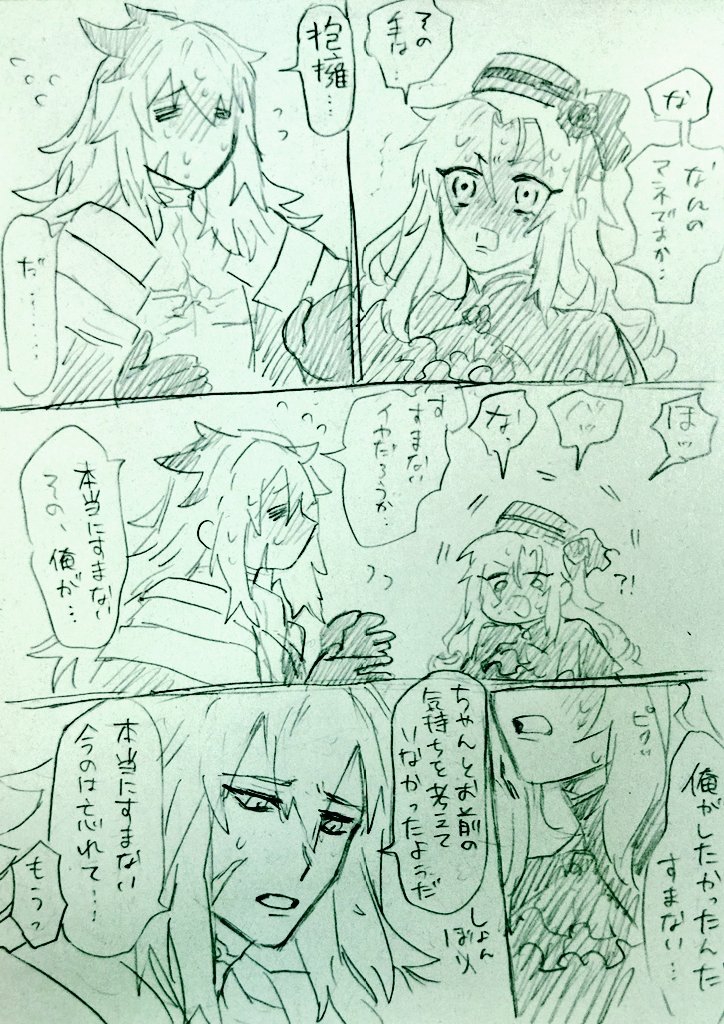 な
なんの
マネですか…
その
手は…
抱擁…
だ………
ほッ
べッ
な、
す
すまない
イヤだろうか…
本当にすまない
その、俺が…
?!
俺がしたかったんだ
すまない…
ピクッ
ちゃんとお前の
気持ちを考えて
いなかったようだ
しょん
ぼり
本当にすまない
今のは忘れて…
もうっ